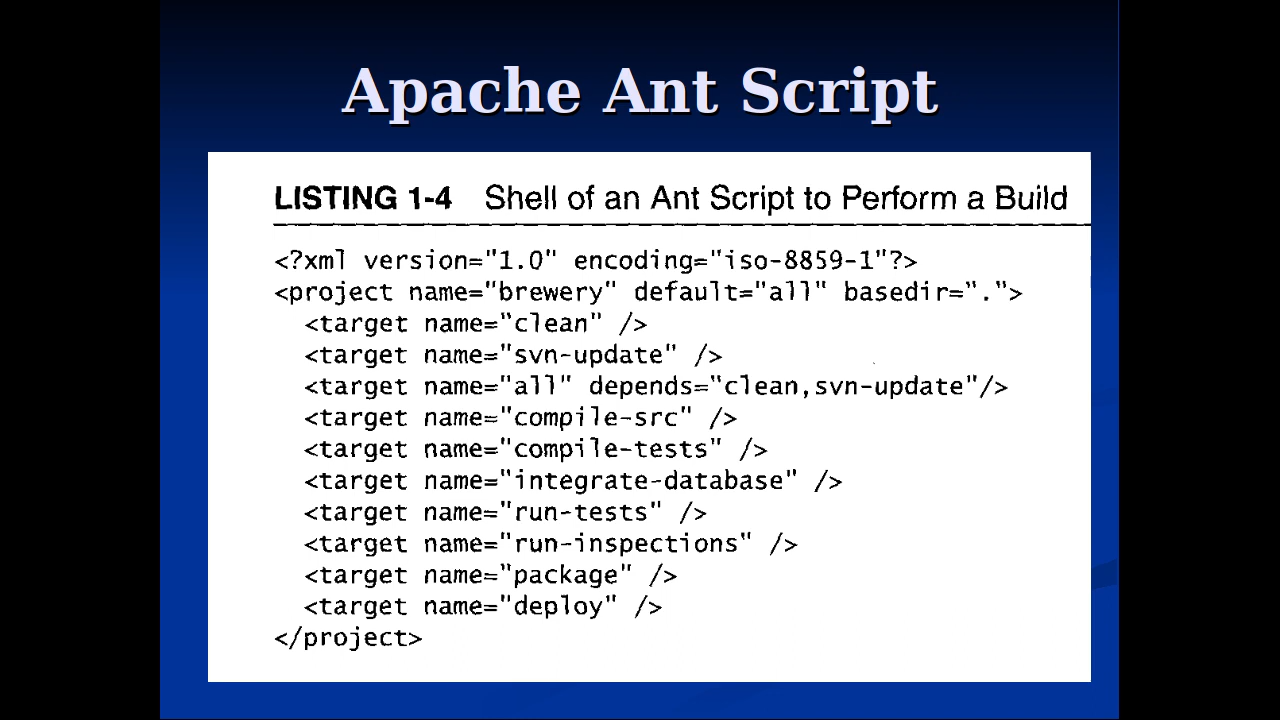 Apache Ant Script
LISTING 1-4 Shell of an Ant Script to Perform a Build
<?xml version="1.0" encoding="iso-8859-1"?>
<project name="brewery" default="all" basedir=".">
  <target name="clean" />
  <target name="svn-update" />
  <target name="all" depends="clean,svn-update"/>
  <target name="compile-src" />
  <target name="compile-tests" />
  <target name="integrate-database" />
  <target name="run-tests" />
  <target name="run-inspections" />
  <target name="package" />
  <target name="deploy" />
</project>